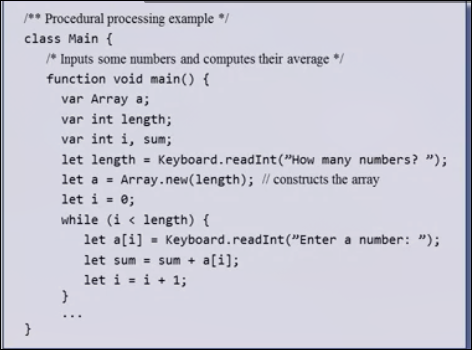 /** Procedural processing example */
class Main {
/* Inputs some numbers and computes their average */
function void main() {
var Array a;
var int length;
var int i, sum;
let length = Keyboard.readInt(”How many numbers? ”);
let a = Array.new(length); // constructs the array
let i = 0;
while (i < length) {
let a[i] = Keyboard.readInt(”Enter a number: ”);
let sum = sum + a[i];
let i = i + 1;
}
...
}